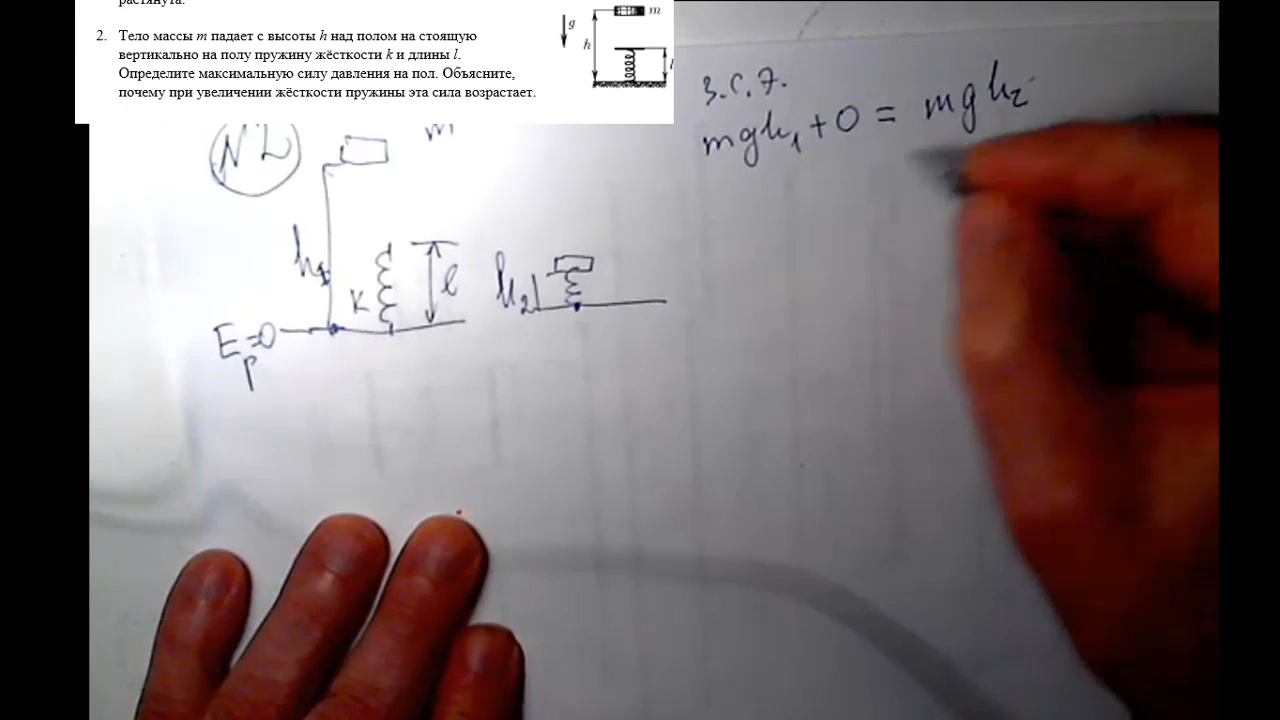 растянута.
2. Тело массы m падает с высоты h над полом на стоящую
вертикально на полу пружину жёсткости k и длины l.
Определите максимальную силу давления на пол. Объясните,
почему при увеличении жёсткости пружины эта сила возрастает.
g
m
h
l
N2
m
h1
K
l
h2
Ep=0
З.С.Э.
mgh1+0 = mgh2